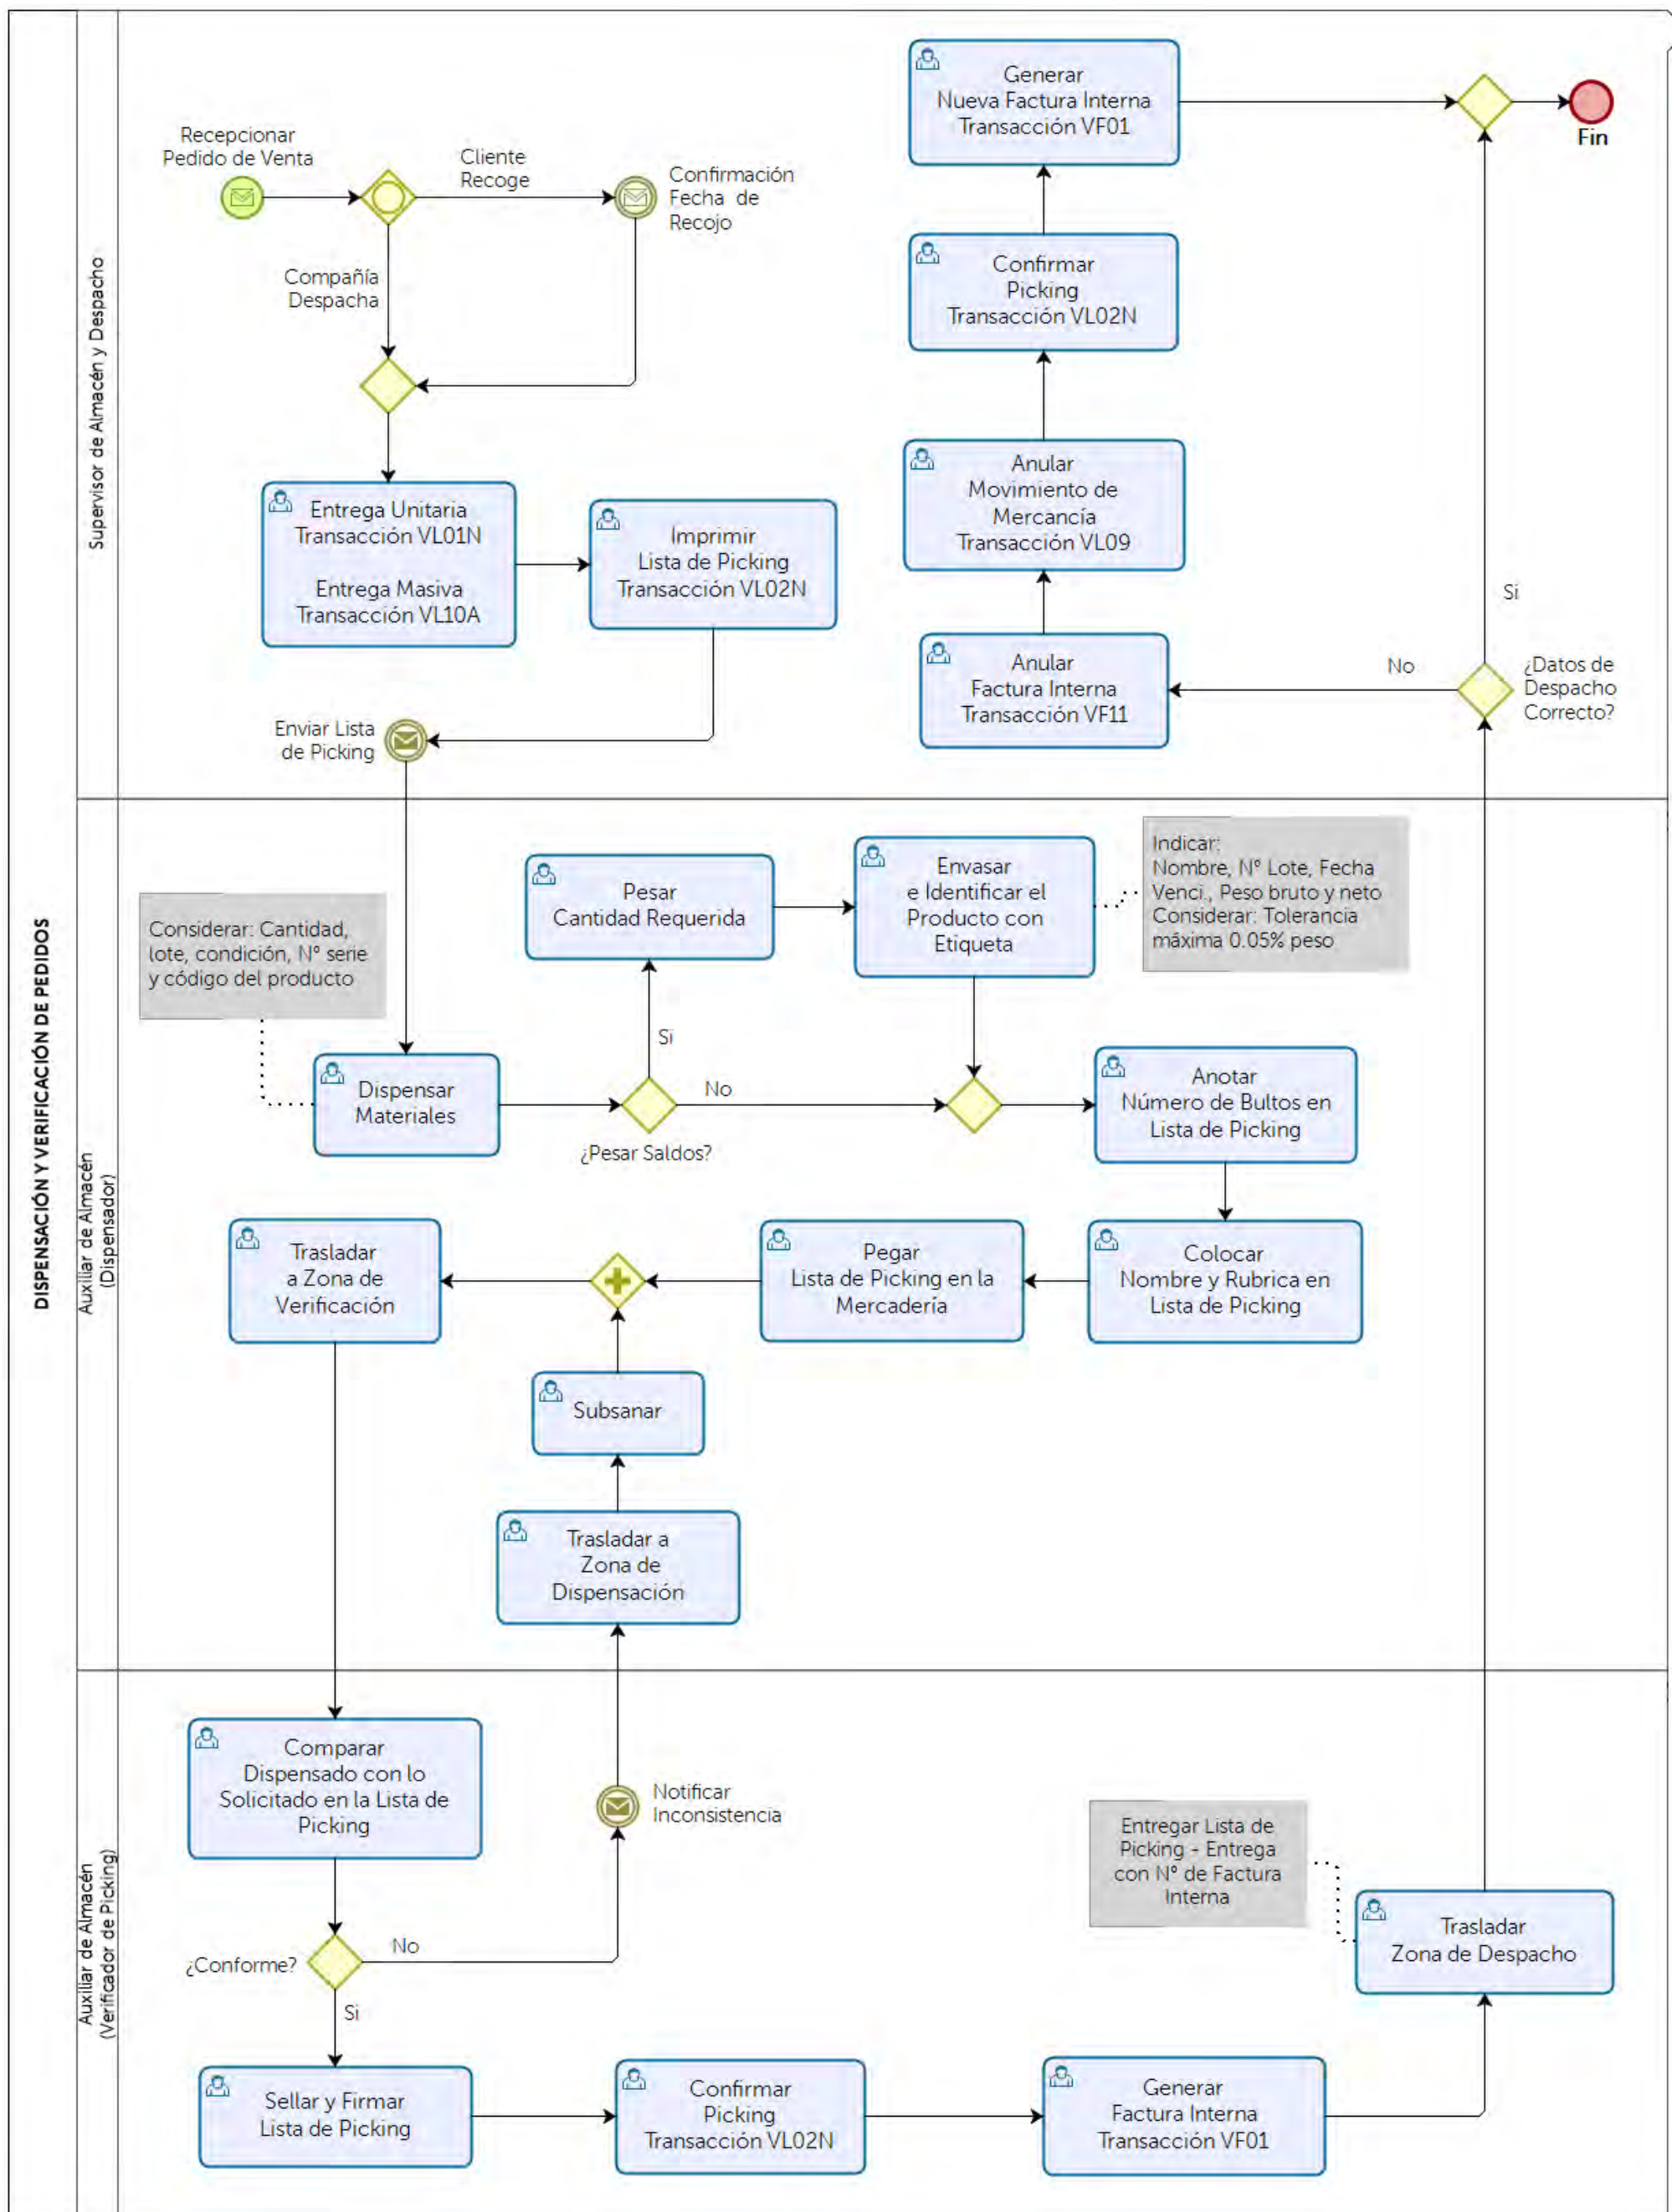 DISPENSACIÓN Y VERIFICACIÓN DE PEDIDOS
Supervisor de Almacén y Despacho
Recepcionar
Pedido de Venta
Cliente
Recoge
Confirmación
Fecha de
Recojo
Compañía
Despacha
Entrega Unitaria
Transacción VL01N
Entrega Masiva
Transacción VL10A
Imprimir
Lista de Picking
Transacción VL02N
Enviar Lista
de Picking
Generar
Nueva Factura Interna
Transacción VF01
Fin
Confirmar
Picking
Transacción VL02N
Anular
Movimiento de
Mercancía
Transacción VL09
Anular
Factura Interna
Transacción VF11
No
Si
¿Datos de
Despacho
Correcto?
Auxiliar de Almacén
(Dispensador)
Considerar: Cantidad,
lote, condición, N° serie
y código del producto
Pesar
Cantidad Requerida
Envasar
e Identificar el
Producto con
Etiqueta
Indicar:
Nombre, N° Lote, Fecha
Venci., Peso bruto y neto
Considerar: Tolerancia
máxima 0.05% peso
Si
Dispensar
Materiales
No
¿Pesar Saldos?
Anotar
Número de Bultos en
Lista de Picking
Trasladar
a Zona de
Verificación
Pegar
Lista de Picking en la
Mercadería
Colocar
Nombre y Rubrica en
Lista de Picking
Subsanar
Trasladar a
Zona de
Dispensación
Auxiliar de Almacén
(Verificador de Picking)
Comparar
Dispensado con lo
Solicitado en la Lista de
Picking
Notificar
Inconsistencia
Entregar Lista de
Picking - Entrega
con N° de Factura
Interna
Trasladar
Zona de Despacho
¿Conforme?
No
Si
Sellar y Firmar
Lista de Picking
Confirmar
Picking
Transacción VL02N
Generar
Factura Interna
Transacción VF01